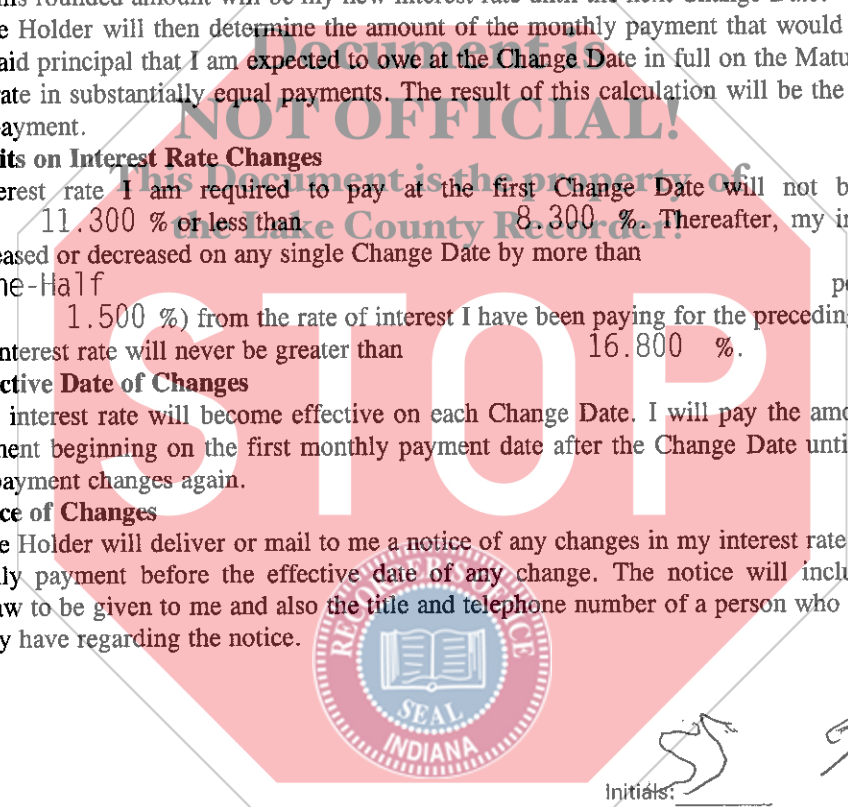 his rounded amount will be my new interest rate until the next Change Date.
e Holder will then determine the amount of the monthly payment that would
aid principal that I am expected to owe at the Change Date in full on the Matu
ate in substantially equal payments. The result of this calculation will be the
ayment.
its on Interest Rate Changes
erest rate I am required to pay at the first Change Date will not b
11.300 % or less than 8.300 %. Thereafter, my in
eased or decreased on any single Change Date by more than
ne-Half pe
1.500 %) from the rate of interest I have been paying for the preceding
nterest rate will never be greater than 16.800 %.
ctive Date of Changes
interest rate will become effective on each Change Date. I will pay the amo
ment beginning on the first monthly payment date after the Change Date unti
payment changes again.
ce of Changes
e Holder will deliver or mail to me a notice of any changes in my interest rate
ly payment before the effective date of any change. The notice will inclu
aw to be given to me and also the title and telephone number of a person who
y have regarding the notice.
Initials:
Document is
NOT OFFICIAL!
This Document is the property of
the Lake County Recorder!
STOP
RECORDER'S OFFICE
SEAL
INDIANA